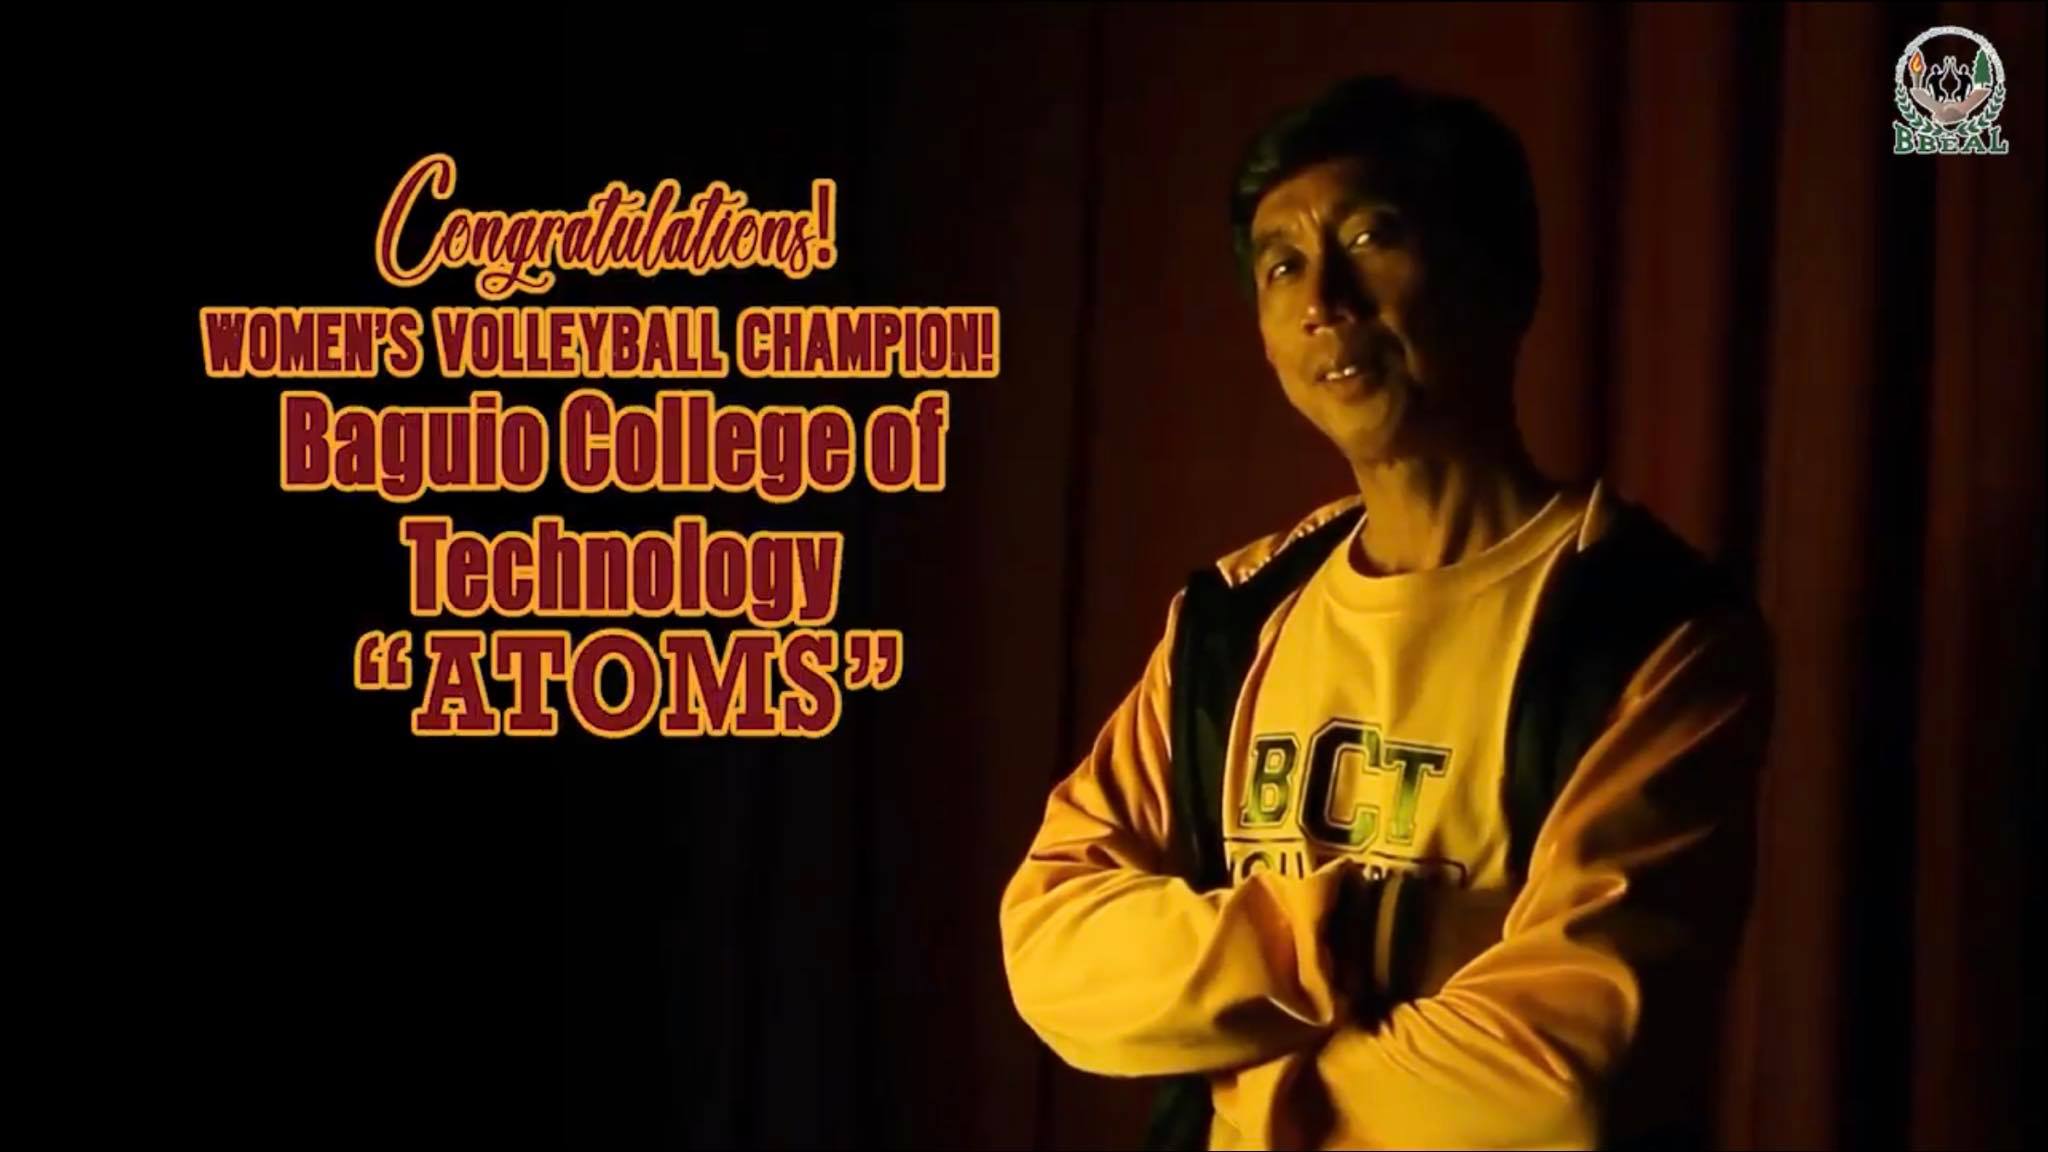 BBEAL
Congratulations!
WOMEN'S VOLLEYBALL CHAMPION!
Baguio College of
Technology
"ATOMS"
BCT